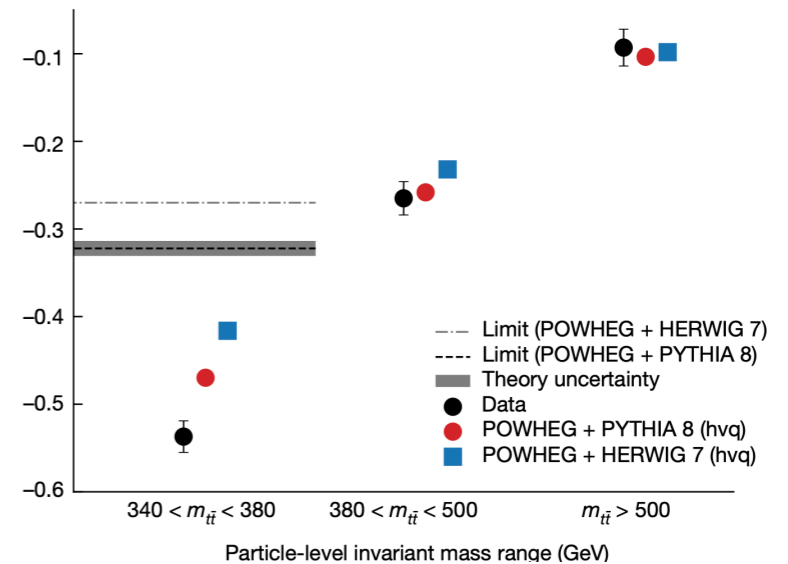 −0.1
−0.2
−0.3
−0.4
−0.5
−0.6
Limit (POWHEG + HERWIG 7)
Limit (POWHEG + PYTHIA 8)
Theory uncertainty
Data
POWHEG + PYTHIA 8 (hvq)
POWHEG + HERWIG 7 (hvq)
340 < m_tt̄ < 380 380 < m_tt̄ < 500 m_tt̄ > 500
Particle-level invariant mass range (GeV)